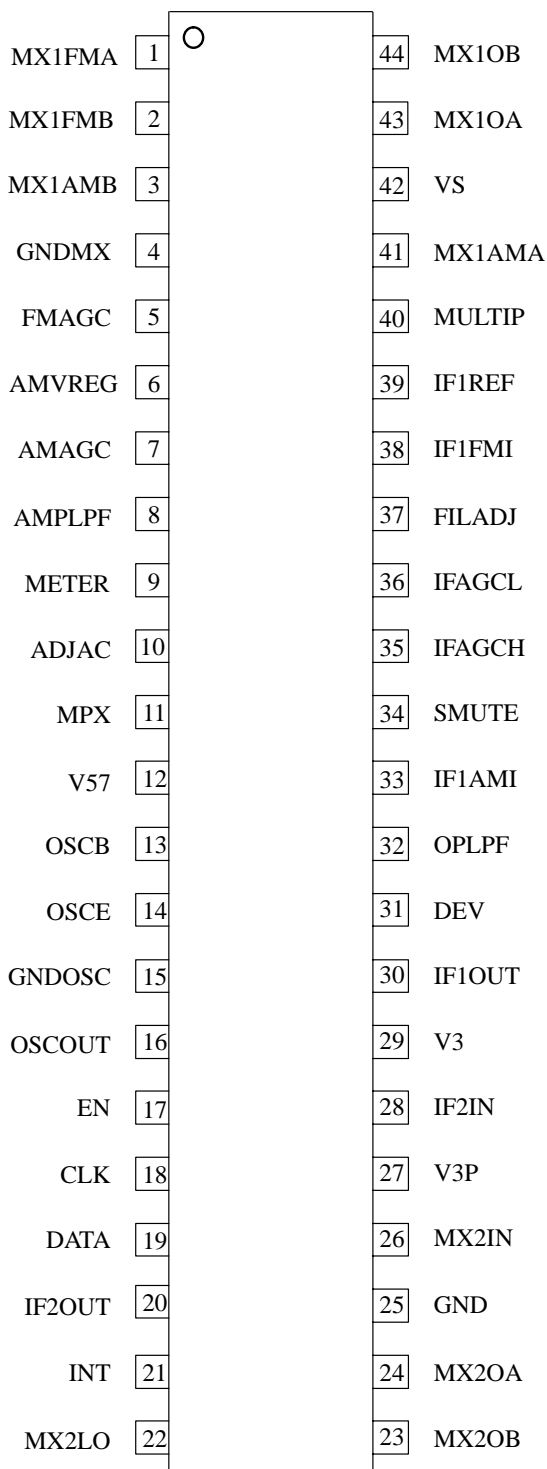 MX1FMA 1 44 MX1OB
MX1FMB 2 43 MX1OA
MX1AMB 3 42 VS
GNDMX 4 41 MX1AMA
FMAGC 5 40 MULTIP
AMVREG 6 39 IF1REF
AMAGC 7 38 IF1FMI
AMPLPF 8 37 FILADJ
METER 9 36 IFAGCL
ADJAC 10 35 IFAGCH
MPX 11 34 SMUTE
V57 12 33 IF1AMI
OSCB 13 32 OPLPF
OSCE 14 31 DEV
GNDOSC 15 30 IF1OUT
OSCOUT 16 29 V3
EN 17 28 IF2IN
CLK 18 27 V3P
DATA 19 26 MX2IN
IF2OUT 20 25 GND
INT 21 24 MX2OA
MX2LO 22 23 MX2OB